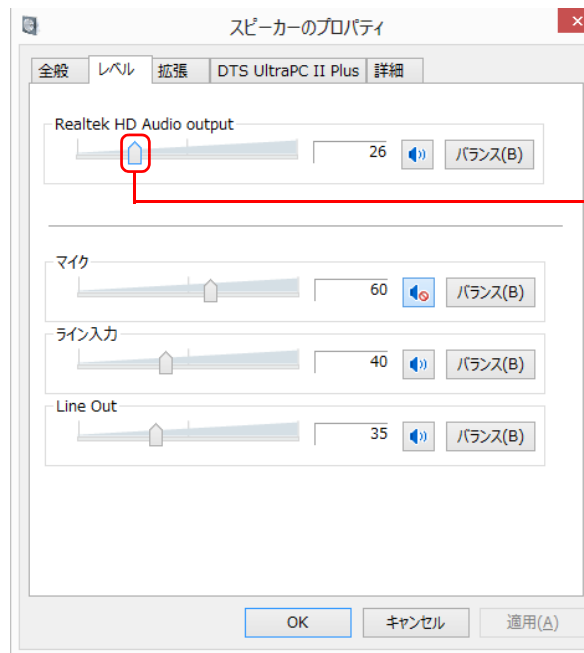 スピーカーのプロパティ
全般 レベル 拡張 DTS UltraPC II Plus 詳細
Realtek HD Audio output
26 バランス(B)
マイク
60 バランス(B)
ライン入力
40 バランス(B)
Line Out
35 バランス(B)
OK キャンセル 適用(A)